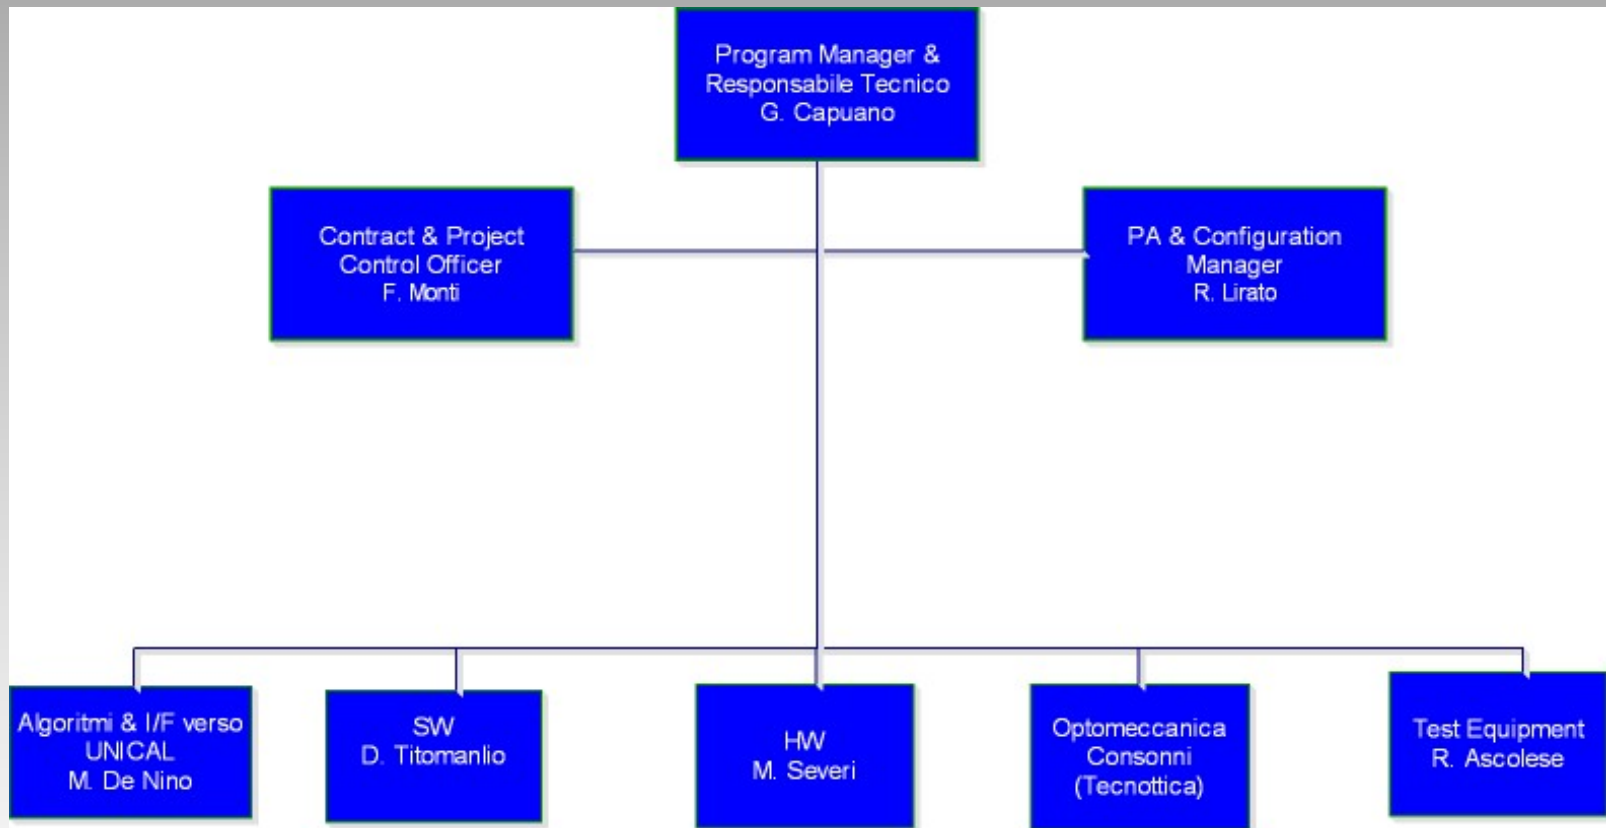 Program Manager &
Responsabile Tecnico
G. Capuano
Contract & Project
Control Officer
F. Monti
PA & Configuration
Manager
R. Lirato
Algoritmi & I/F verso
UNICAL
M. De Nino
SW
D. Titomanlio
HW
M. Severi
Optomeccanica
Consonni
(Tecnottica)
Test Equipment
R. Ascolese